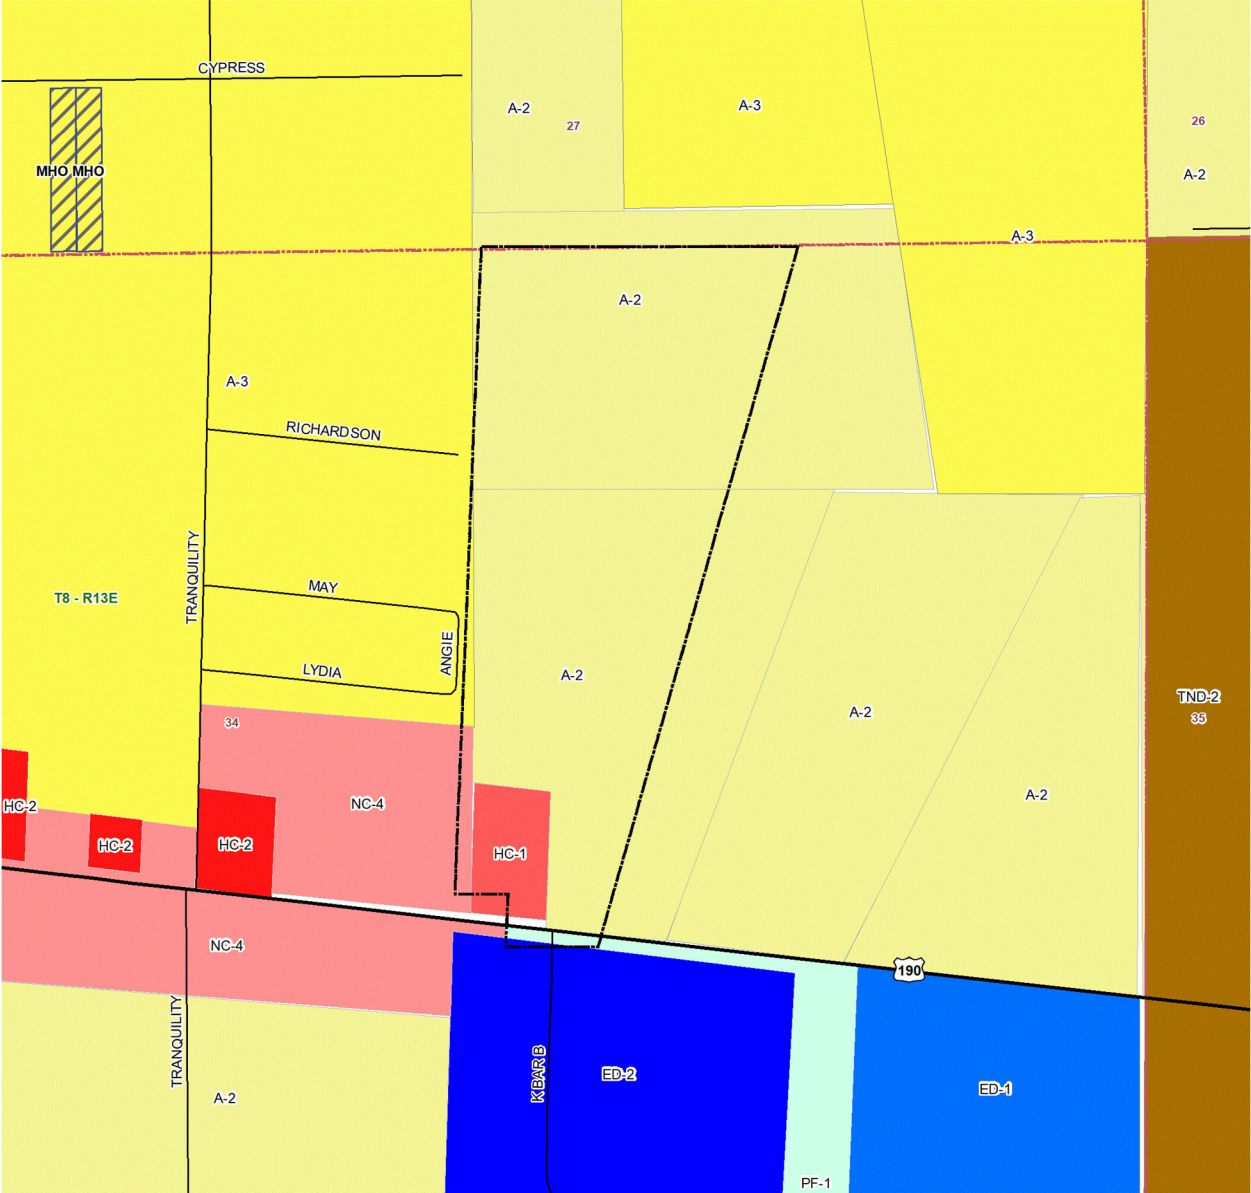 CYPRESS
A-2
A-3
27
26
MHO MHO
A-2
A-3
A-2
A-3
RICHARDSON
TRANQUILITY
MAY
T8 - R13E
ANGIE
LYDIA
A-2
TND-2
A-2
35
34
A-2
HC-2
NC-4
HC-2
HC-2
HC-1
NC-4
190
TRANQUILITY
K BAR B
ED-2
ED-1
A-2
PF-1